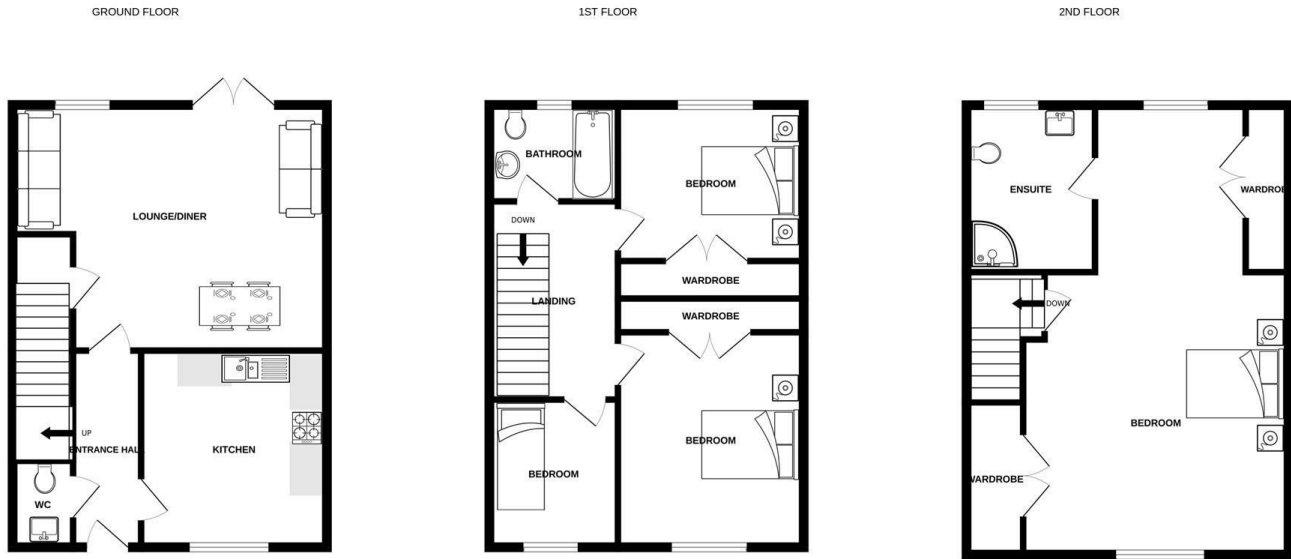 GROUND FLOOR
1ST FLOOR
2ND FLOOR
LOUNGE/DINER
UP
ENTRANCE HALL
KITCHEN
WC
BATHROOM
BEDROOM
DOWN
WARDROBE
LANDING
WARDROBE
BEDROOM
BEDROOM
ENSUITE
WARDROBE
DOWN
BEDROOM
WARDROBE